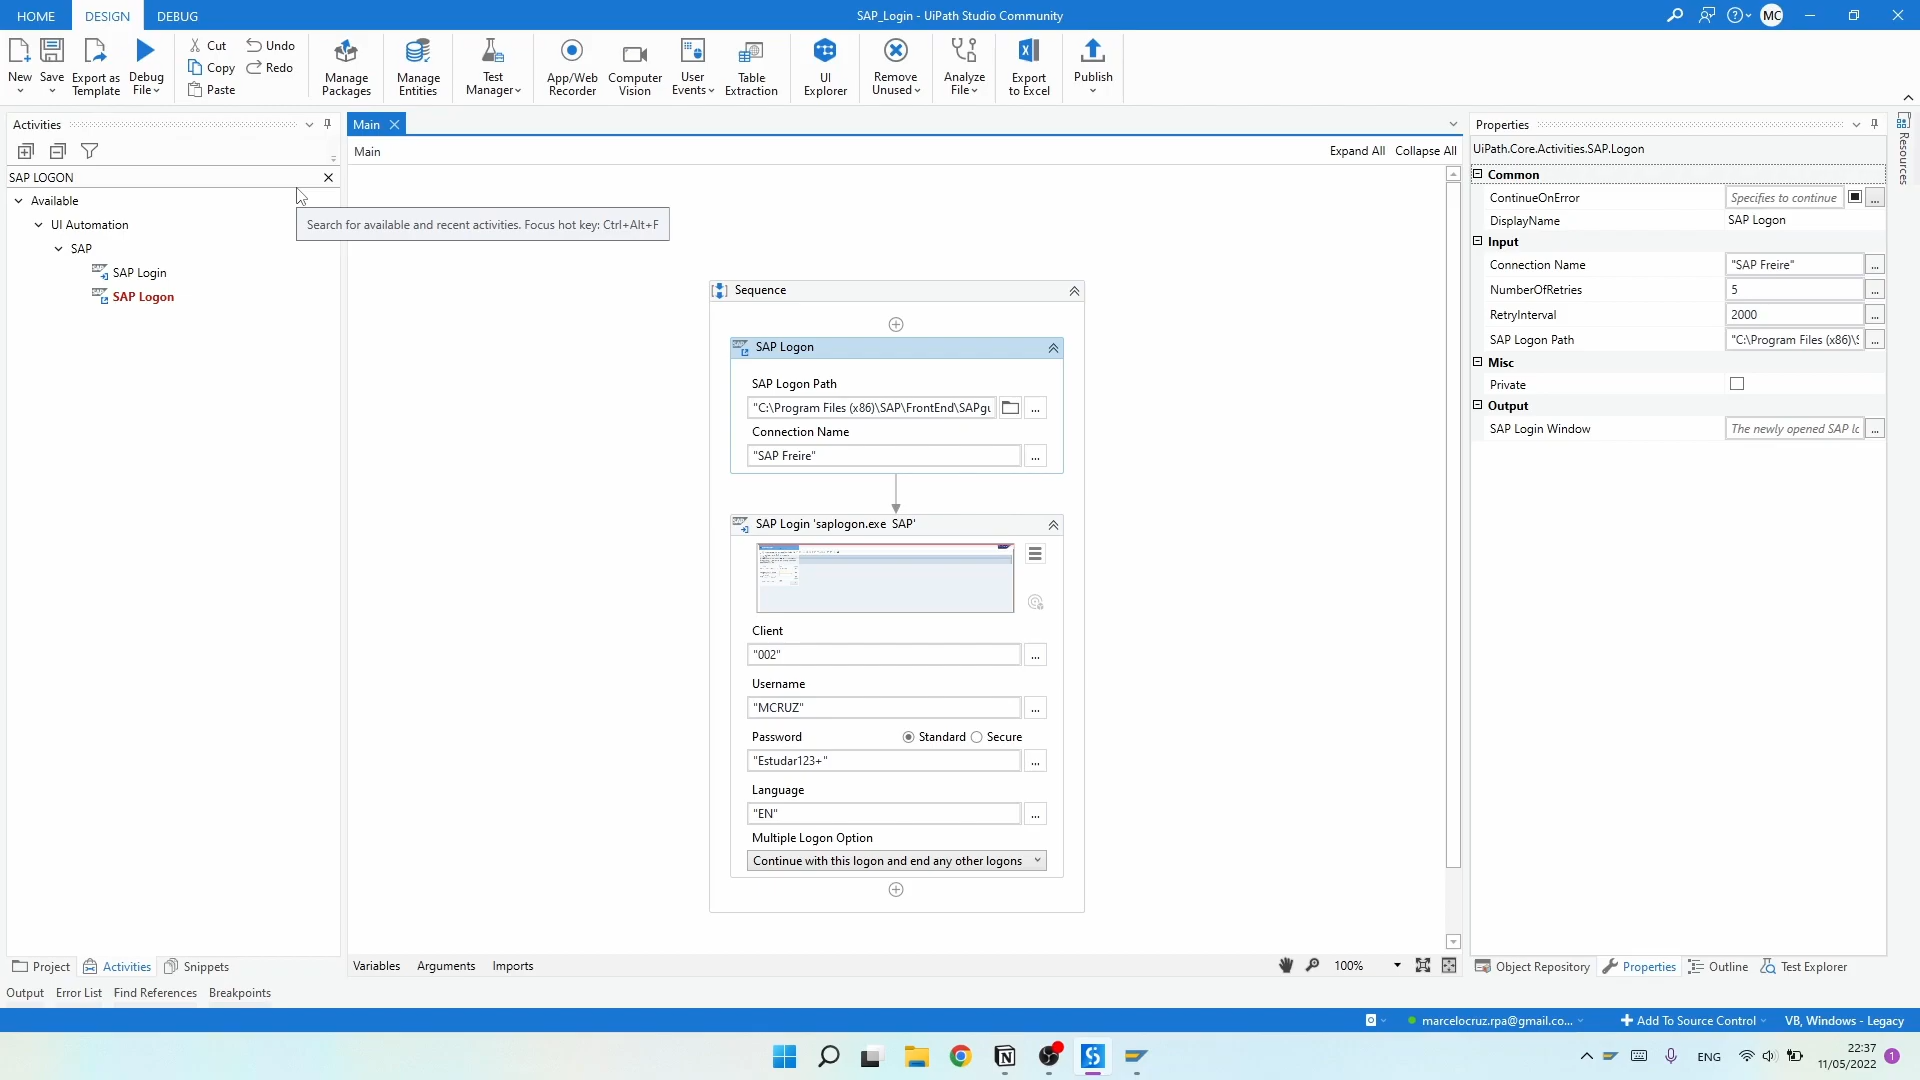 HOME DESIGN DEBUG
SAP_Login - UiPath Studio Community
MC
New
Save
Export as Template
Debug File
Cut
Copy
Paste
Undo
Redo
Manage Packages
Manage Entities
Test Manager
App/Web Recorder
Computer Vision
User Events
Table Extraction
UI Explorer
Remove Unused
Analyze File
Export to Excel
Publish
Activities
SAP LOGON
Available
UI Automation
SAP
SAP Login
SAP Logon
Search for available and recent activities. Focus hot key: Ctrl+Alt+F
Main
Main
Expand All Collapse All
Sequence
SAP Logon
SAP Logon Path
"C:\Program Files (x86)\SAP\FrontEnd\SAPgu
...
Connection Name
"SAP Freire"
...
SAP Login 'saplogon.exe SAP'
Client
"002"
...
Username
"MCRUZ"
...
Password
Standard Secure
"Estudar123+"
...
Language
"EN"
...
Multiple Logon Option
Continue with this logon and end any other logons
Properties
UiPath.Core.Activities.SAP.Logon
Common
ContinueOnError Specifies to continue ...
DisplayName SAP Logon
Input
Connection Name "SAP Freire" ...
NumberOfRetries 5 ...
RetryInterval 2000 ...
SAP Logon Path "C:\Program Files (x86)\S ...
Misc
Private
Output
SAP Login Window The newly opened SAP lo ...
Resources
Project Activities Snippets
Variables Arguments Imports
100%
Object Repository Properties Outline Test Explorer
Output Error List Find References Breakpoints
marcelocruz.rpa@gmail.co...
Add To Source Control
VB, Windows - Legacy
ENG
22:37
11/05/2022
1